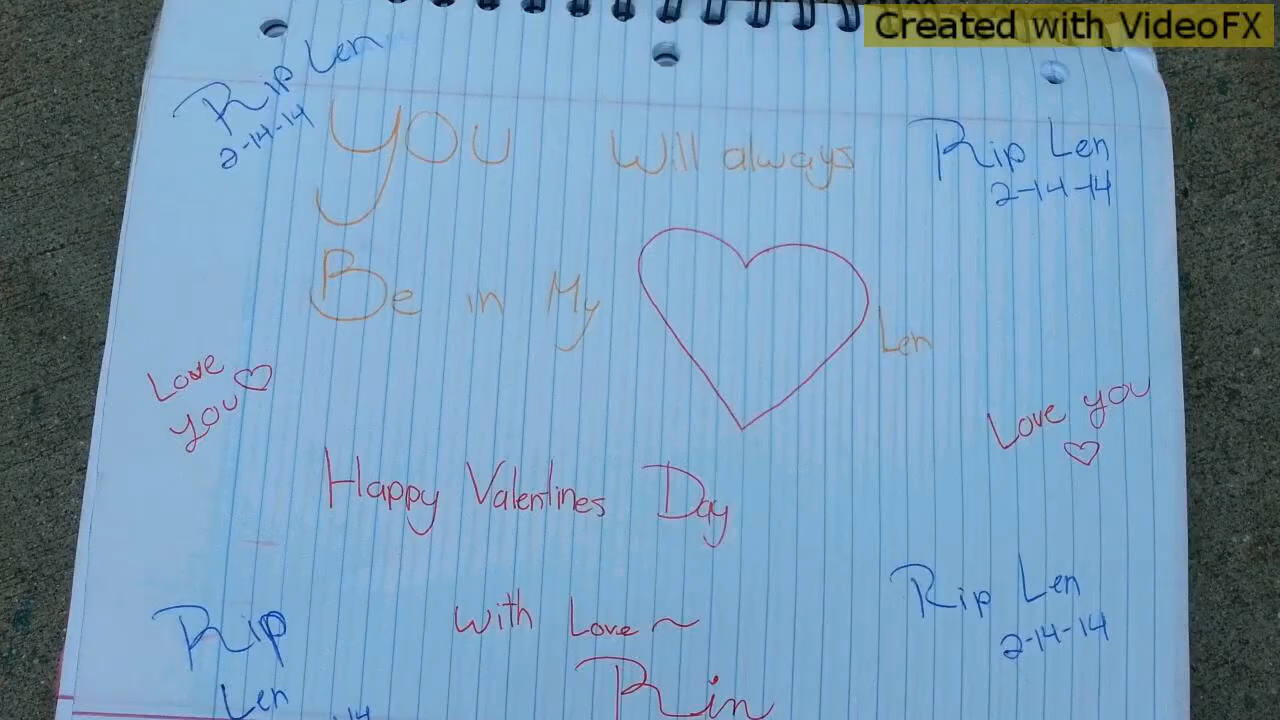 Created with VideoFX
Rip Len
2-14-14
You will always
Rip Len
2-14-14
Be in My
Len
Love
you
Love you
Happy Valentines Day
Rip Len
2-14-14
With Love~
Rin
Rip
Len